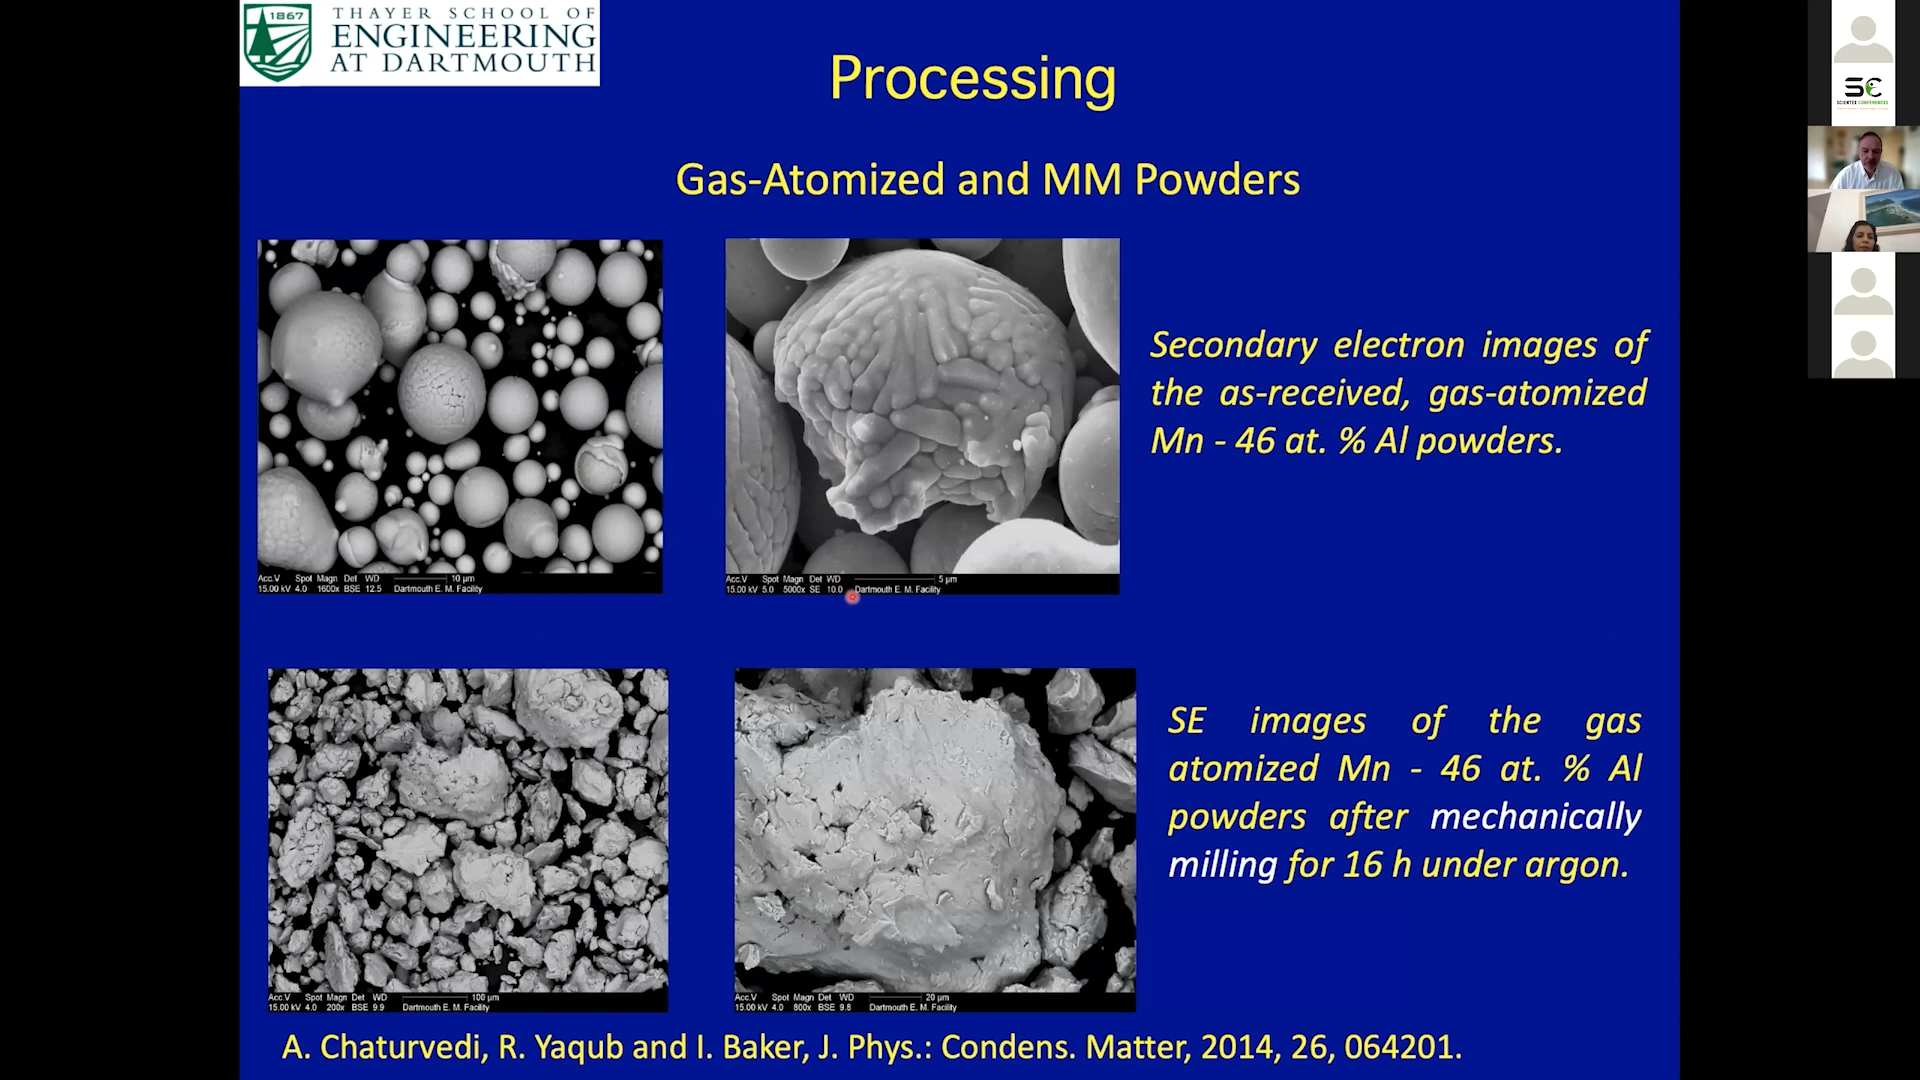 1867
THAYER SCHOOL OF
ENGINEERING
AT DARTMOUTH
Processing
Gas-Atomized and MM Powders
Acc.V Spot Magn Det WD 10 µm
15.00 kV 4.0 1600x BSE 12.5 Dartmouth E. M. Facility
Acc.V Spot Magn Det WD 5 µm
15.00 kV 5.0 5000x SE 10.0 Dartmouth E. M. Facility
Secondary electron images of
the as-received, gas-atomized
Mn - 46 at. % Al powders.
Acc.V Spot Magn Det WD 100 µm
15.00 kV 4.0 200x BSE 9.9 Dartmouth E. M. Facility
Acc.V Spot Magn Det WD 20 µm
15.00 kV 4.0 800x BSE 9.8 Dartmouth E. M. Facility
SE images of the gas
atomized Mn - 46 at. % Al
powders after mechanically
milling for 16 h under argon.
A. Chaturvedi, R. Yaqub and I. Baker, J. Phys.: Condens. Matter, 2014, 26, 064201.
SC
SCIENTEX CONFERENCES